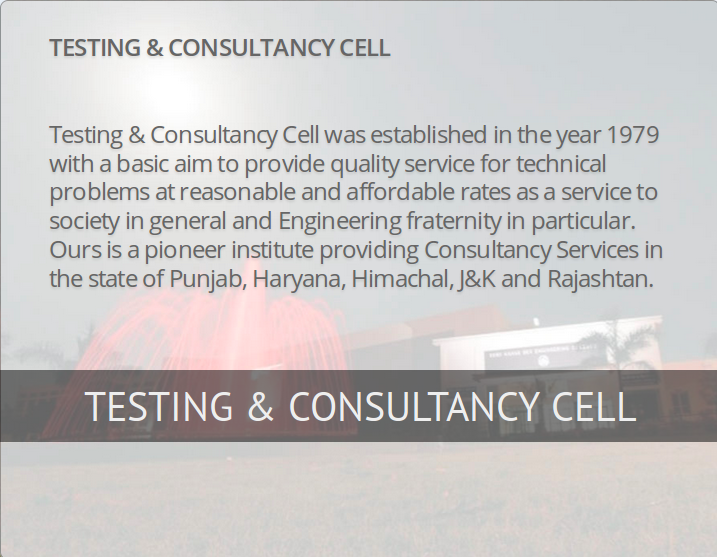 TESTING & CONSULTANCY CELL
Testing & Consultancy Cell was established in the year 1979
with a basic aim to provide quality service for technical
problems at reasonable and affordable rates as a service to
society in general and Engineering fraternity in particular.
Ours is a pioneer institute providing Consultancy Services in
the state of Punjab, Haryana, Himachal, J&K and Rajashtan.
TESTING & CONSULTANCY CELL